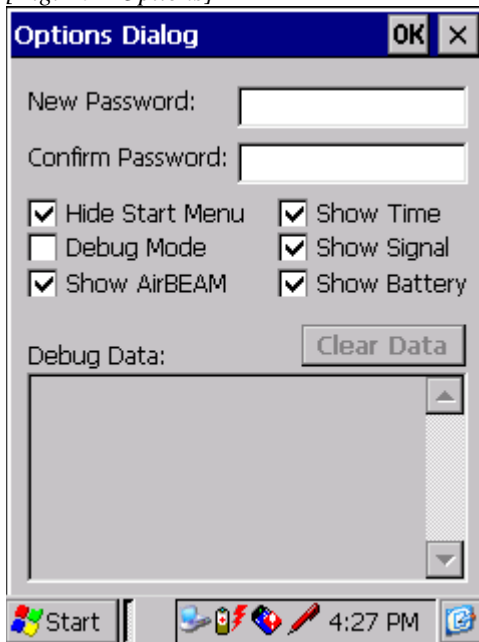 Options Dialog OK
New Password:
Confirm Password:
Hide Start Menu Show Time
Debug Mode Show Signal
Show AirBEAM Show Battery
Debug Data: Clear Data
Start 4:27 PM